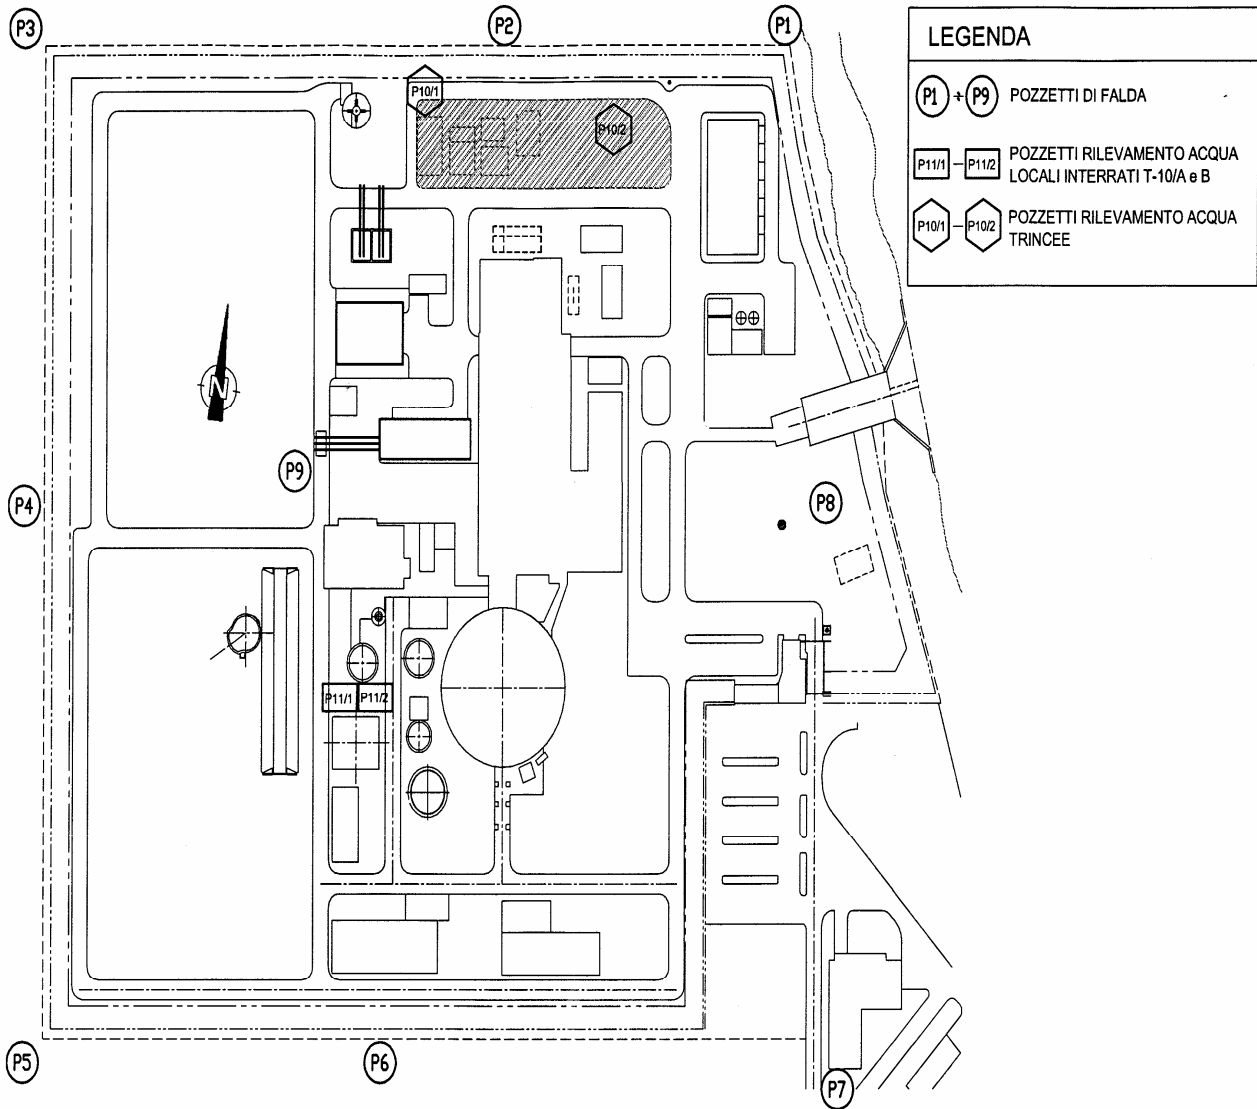 P3
P2
P1
LEGENDA
P1 ÷ P9 POZZETTI DI FALDA
P11/1 – P11/2 POZZETTI RILEVAMENTO ACQUA
LOCALI INTERRATI T-10/A e B
P10/1 – P10/2 POZZETTI RILEVAMENTO ACQUA
TRINCEE
P10/1
P10/2
N
P9
P4
P8
P11/1
P11/2
P5
P6
P7